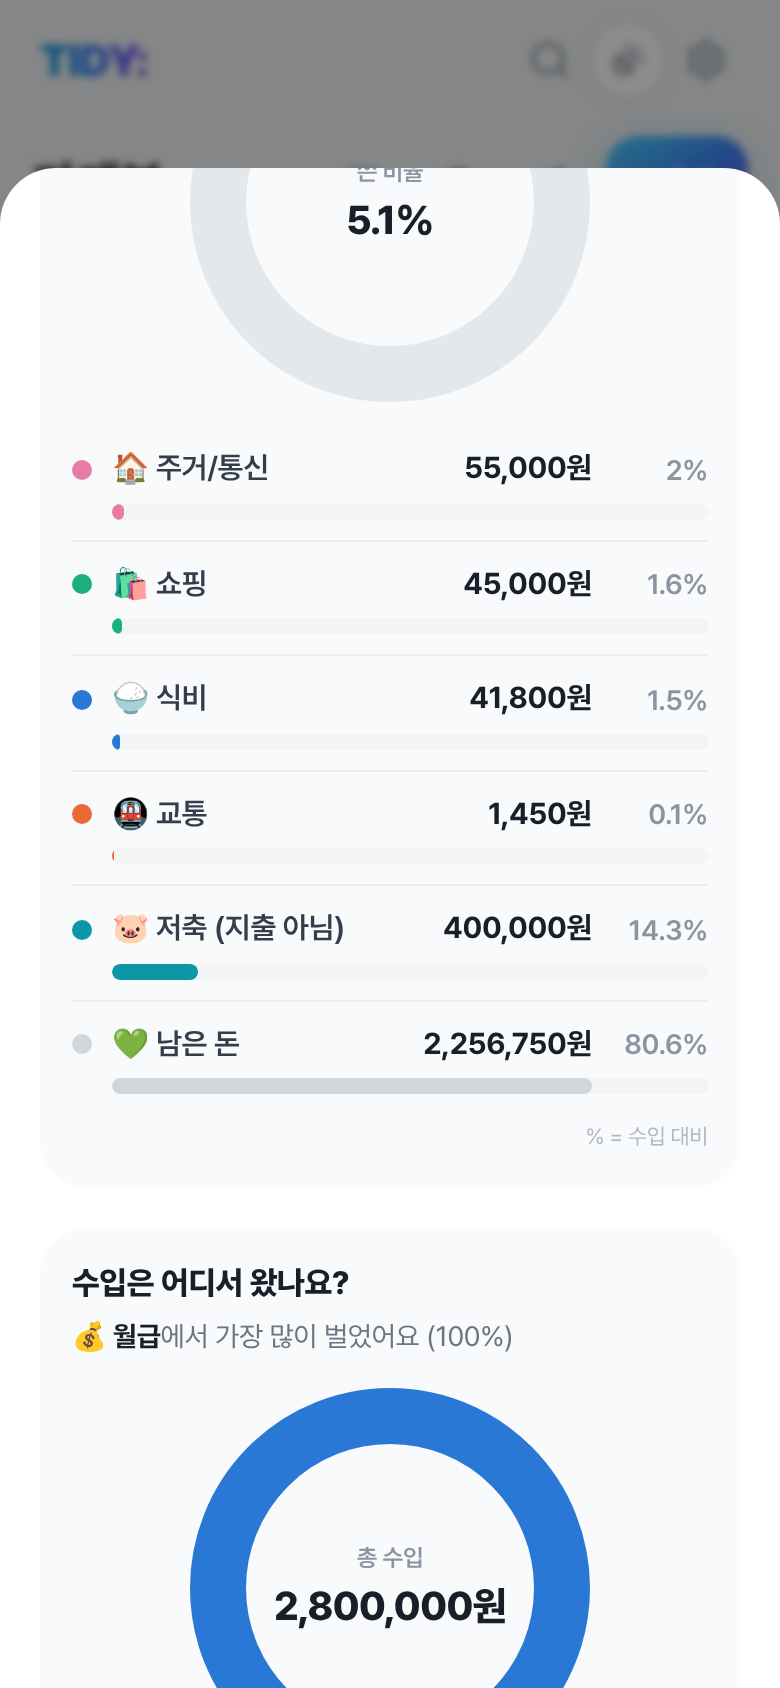 TIDY:
쓴 비율
5.1%
주거/통신 55,000원 2%
쇼핑 45,000원 1.6%
식비 41,800원 1.5%
교통 1,450원 0.1%
저축 (지출 아님) 400,000원 14.3%
남은 돈 2,256,750원 80.6%
% = 수입 대비
수입은 어디서 왔나요?
월급에서 가장 많이 벌었어요 (100%)
총 수입
2,800,000원